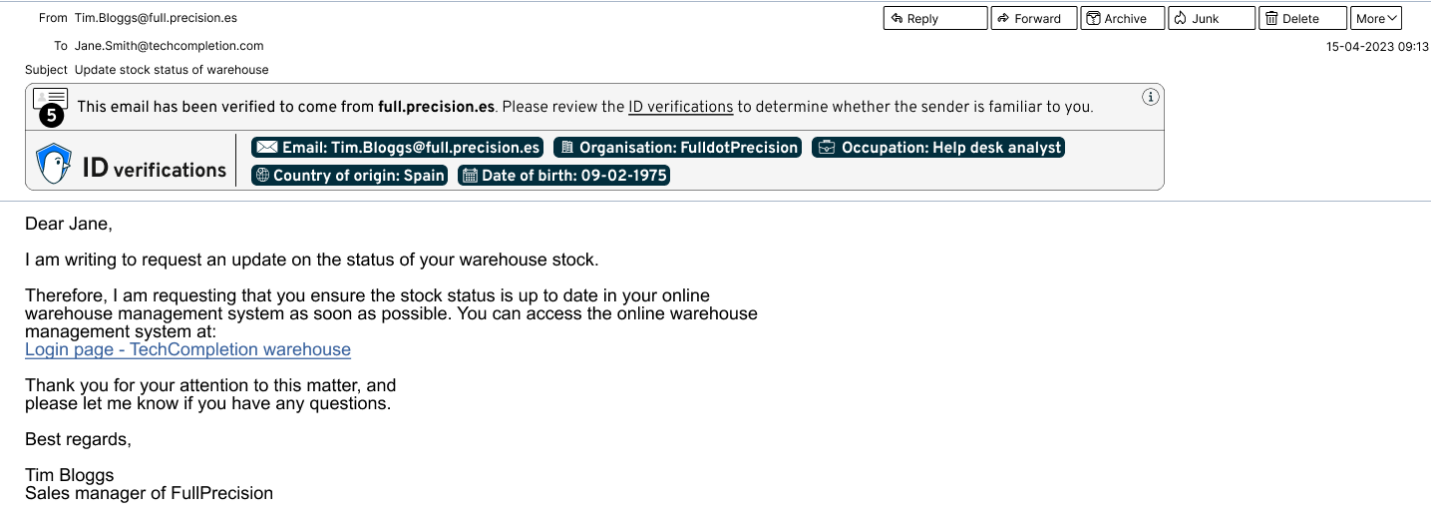 From Tim.Bloggs@full.precision.es
Reply Forward Archive Junk Delete More
To Jane.Smith@techcompletion.com
15-04-2023 09:13
Subject Update stock status of warehouse
5 This email has been verified to come from full.precision.es. Please review the ID verifications to determine whether the sender is familiar to you. i
ID verifications
Email: Tim.Bloggs@full.precision.es Organisation: FulldotPrecision Occupation: Help desk analyst
Country of origin: Spain Date of birth: 09-02-1975
Dear Jane,
I am writing to request an update on the status of your warehouse stock.
Therefore, I am requesting that you ensure the stock status is up to date in your online
warehouse management system as soon as possible. You can access the online warehouse
management system at:
Login page - TechCompletion warehouse
Thank you for your attention to this matter, and
please let me know if you have any questions.
Best regards,
Tim Bloggs
Sales manager of FullPrecision